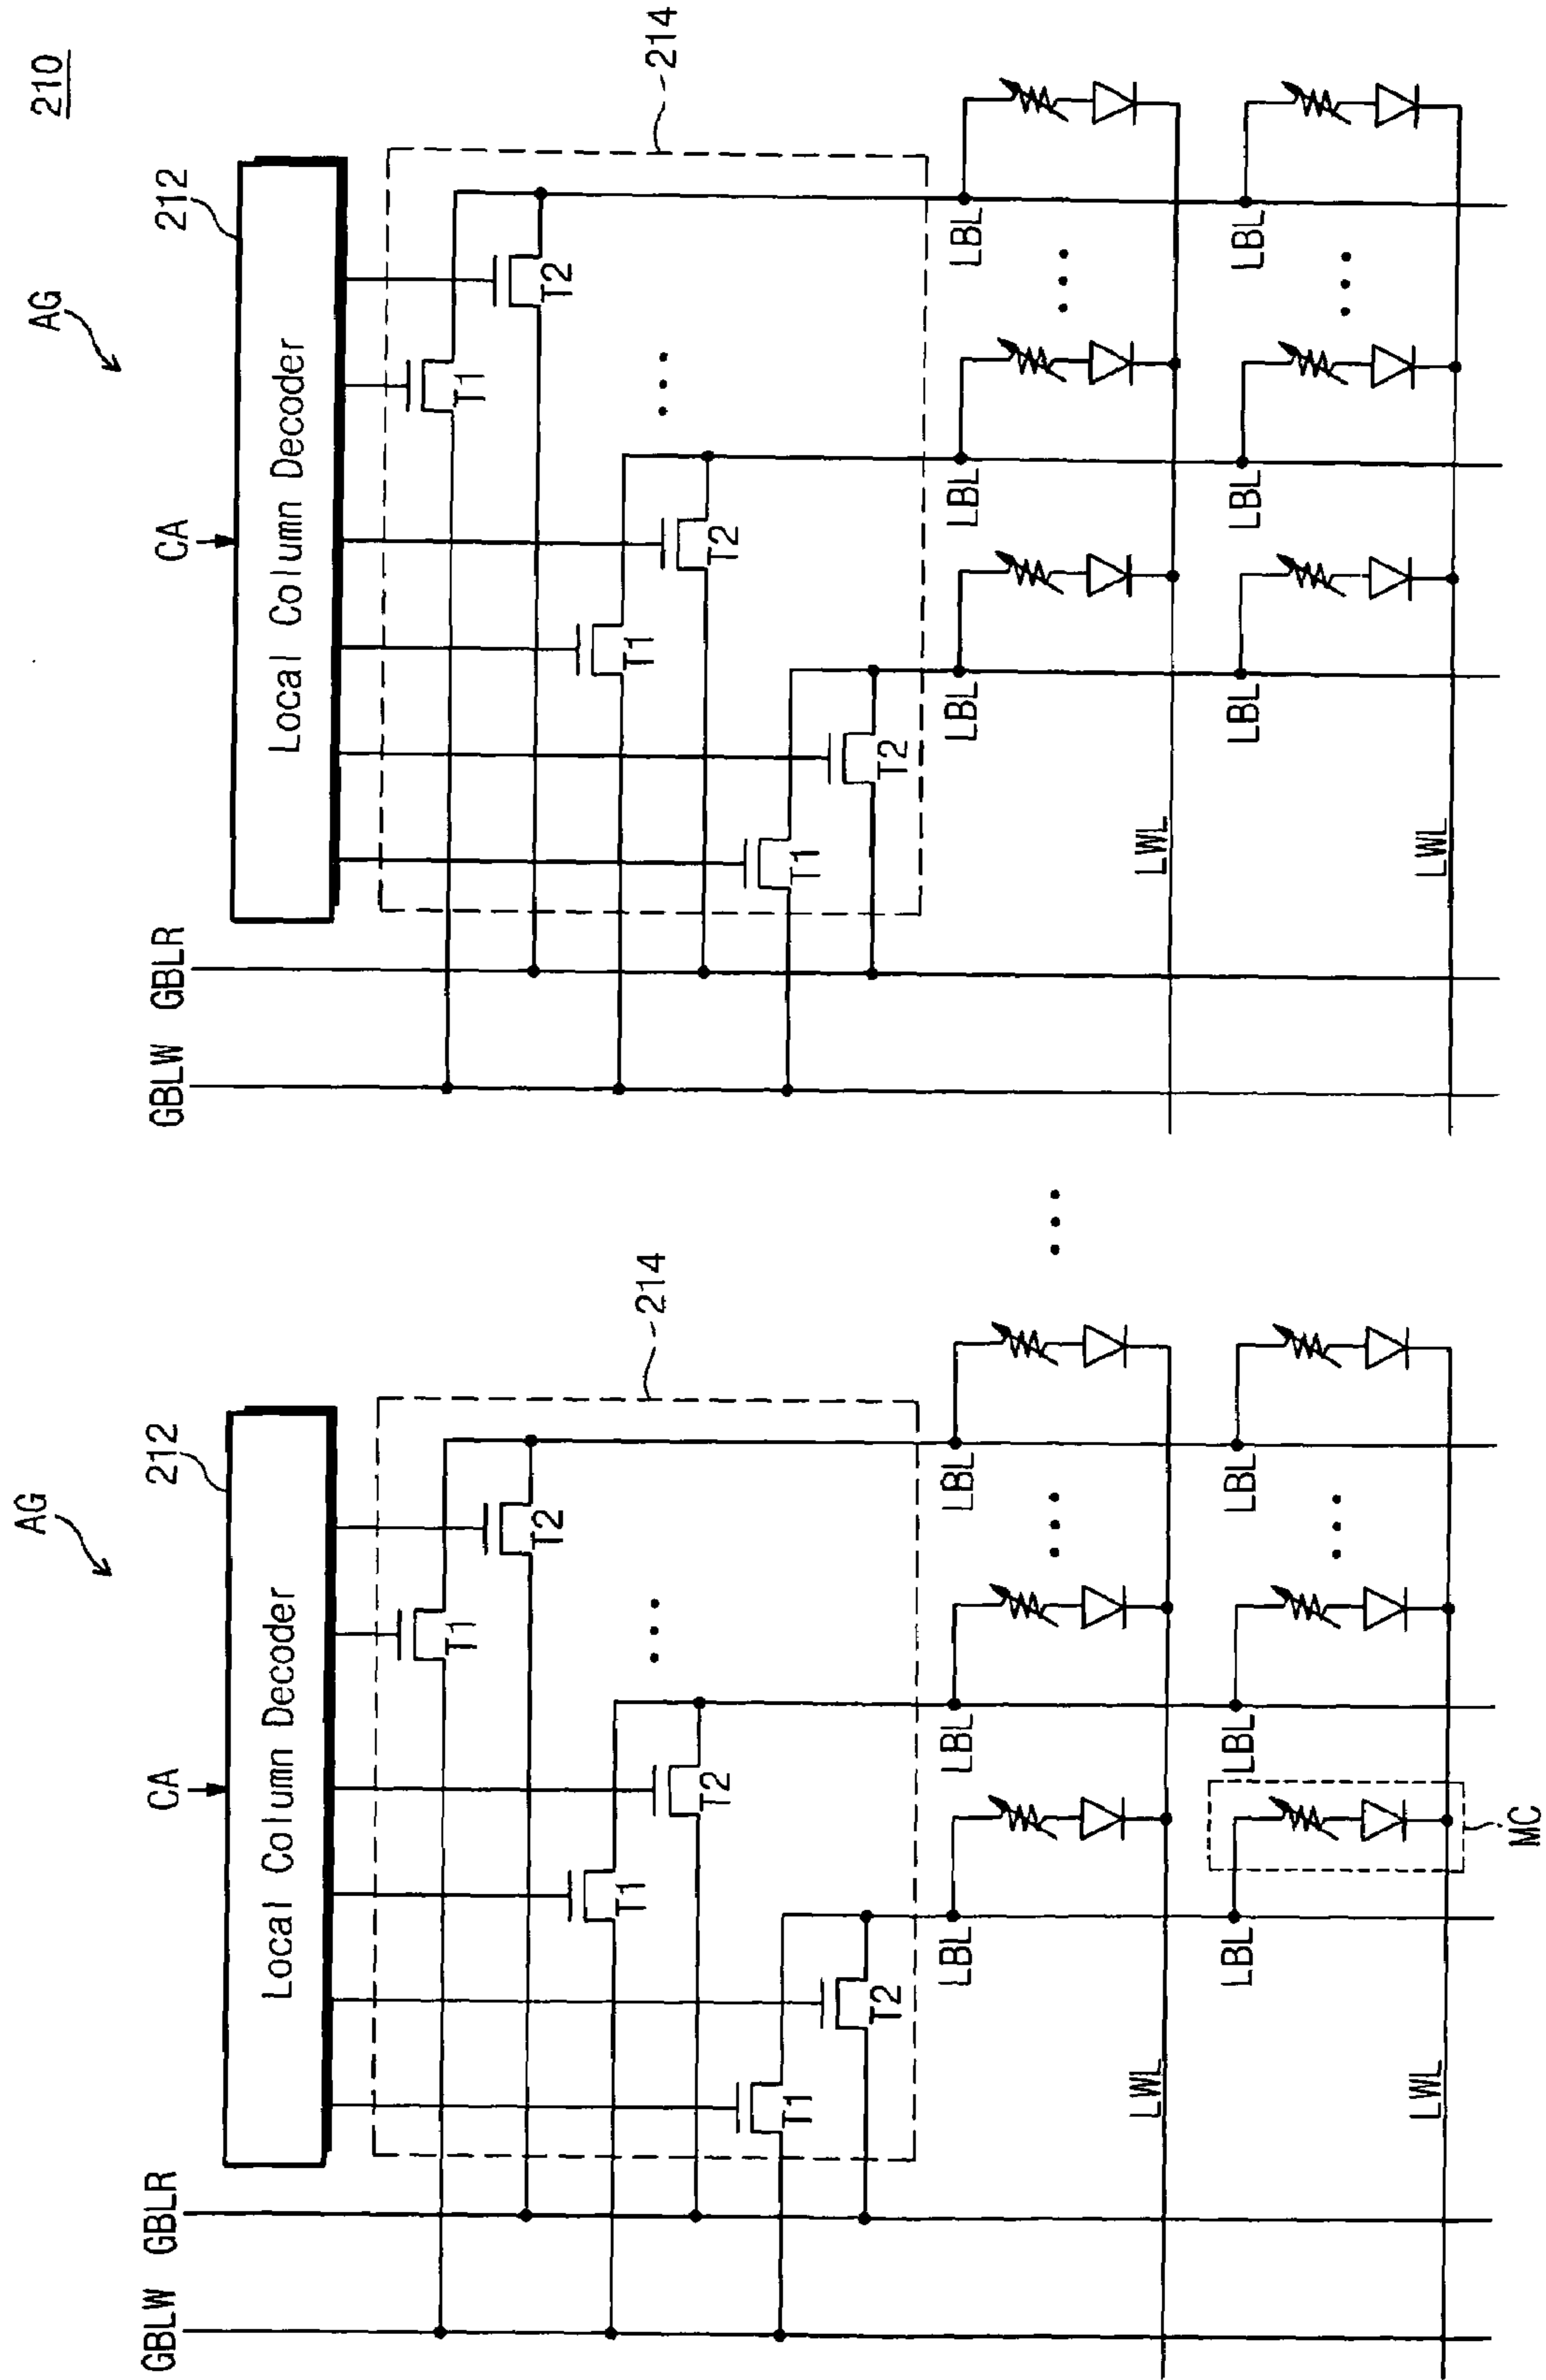 210
AG AG
GBLW GBLR CA 212 GBLW GBLR CA 212
Local Column Decoder Local Column Decoder
T1 T1
T2 T2
T1 214 T1 214
T2 T2
T1 T1
T2 T2
LBL LBL LBL LBL LBL LBL
LWL LWL
LBL LBL LBL LBL LBL LBL
LWL LWL
MC